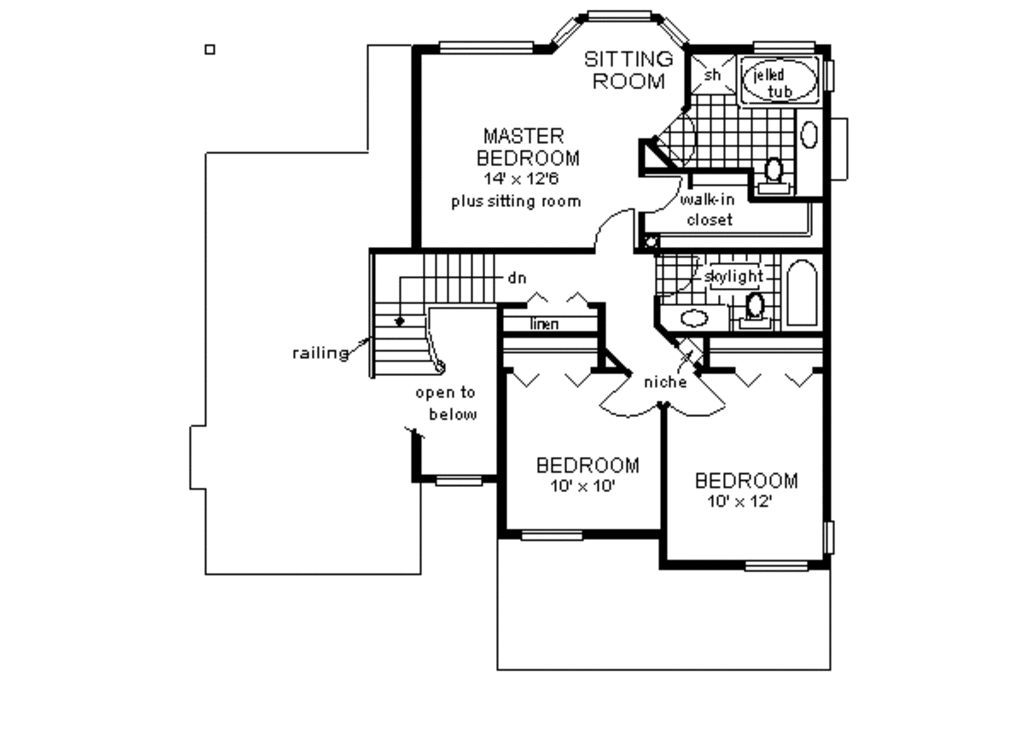 SITTING
ROOM
sh
jelled
tub
MASTER
BEDROOM
14' x 12'6
plus sitting room
walk-in
closet
dn
skylight
linen
railing
niche
open to
below
BEDROOM
10' x 10'
BEDROOM
10' x 12'